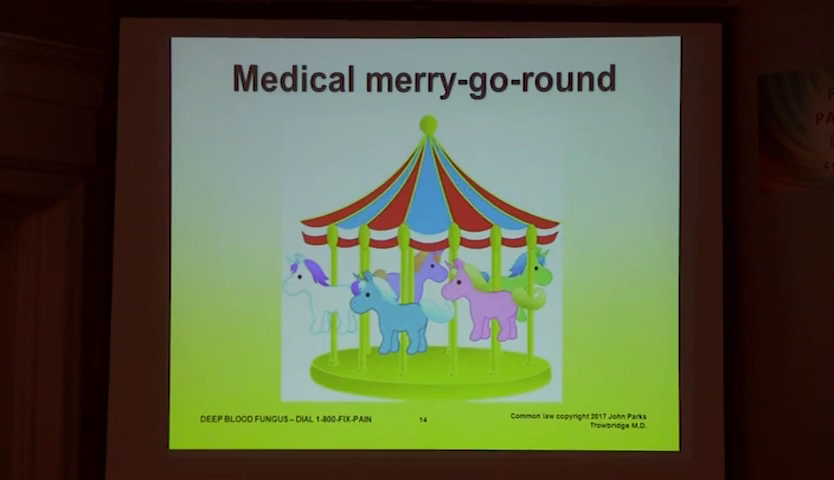 Medical merry-go-round
DEEP BLOOD FUNGUS – DIAL 1-800-FIX-PAIN
14
Common law copyright 2017 John Parks
Trowbridge M.D.